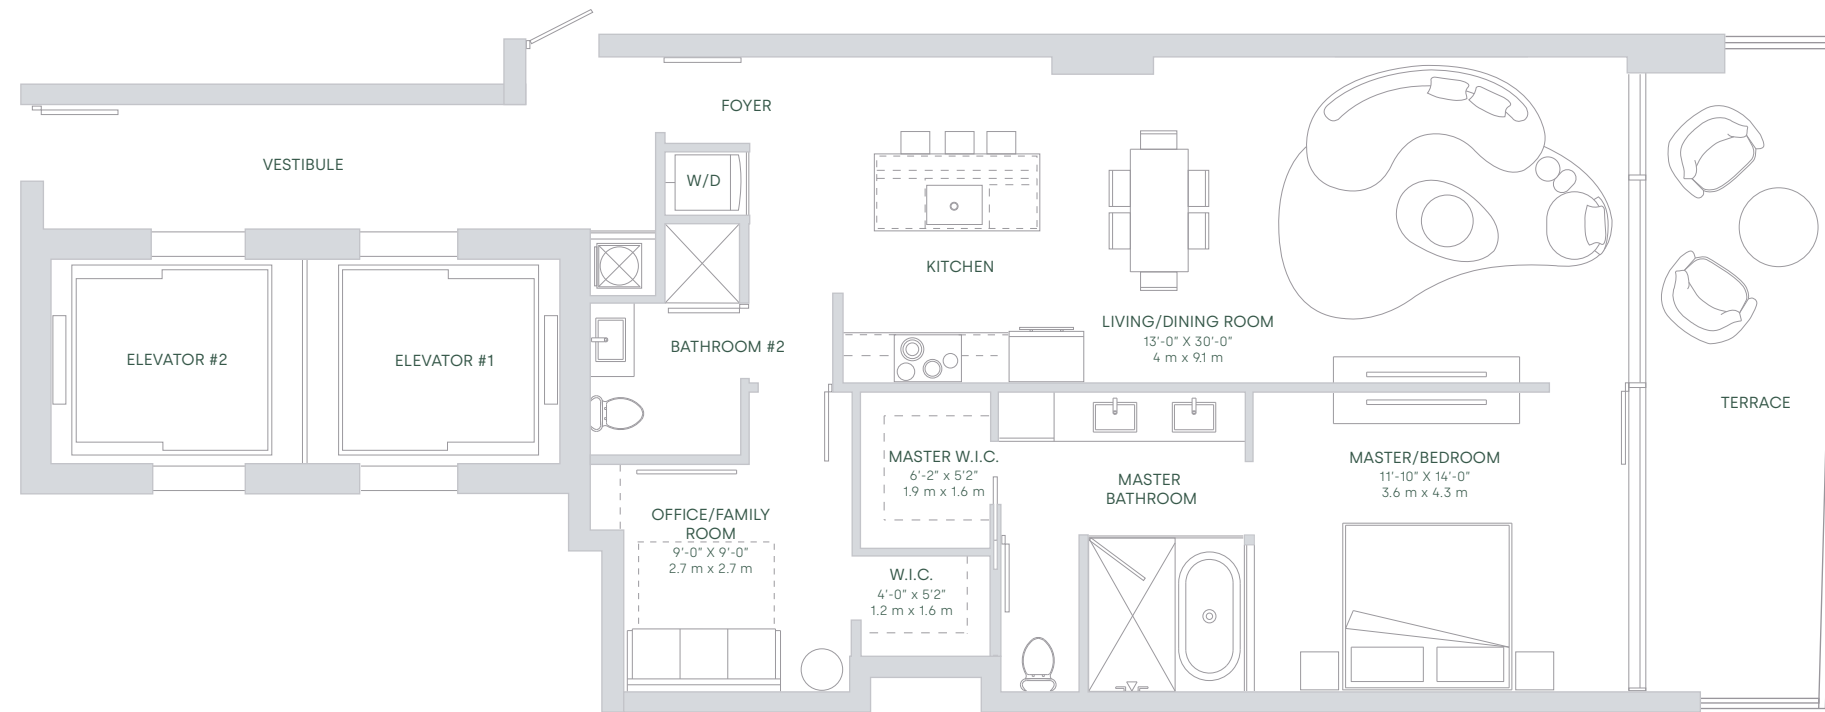 FOYER
VESTIBULE
W/D
KITCHEN
LIVING/DINING ROOM
13'-0" X 30'-0"
4 m x 9.1 m
BATHROOM #2
ELEVATOR #2
ELEVATOR #1
TERRACE
MASTER W.I.C.
6'-2" x 5'2"
1.9 m x 1.6 m
MASTER
BATHROOM
MASTER/BEDROOM
11'-10" X 14'-0"
3.6 m x 4.3 m
OFFICE/FAMILY
ROOM
9'-0" X 9'-0"
2.7 m x 2.7 m
W.I.C.
4'-0" x 5'2"
1.2 m x 1.6 m